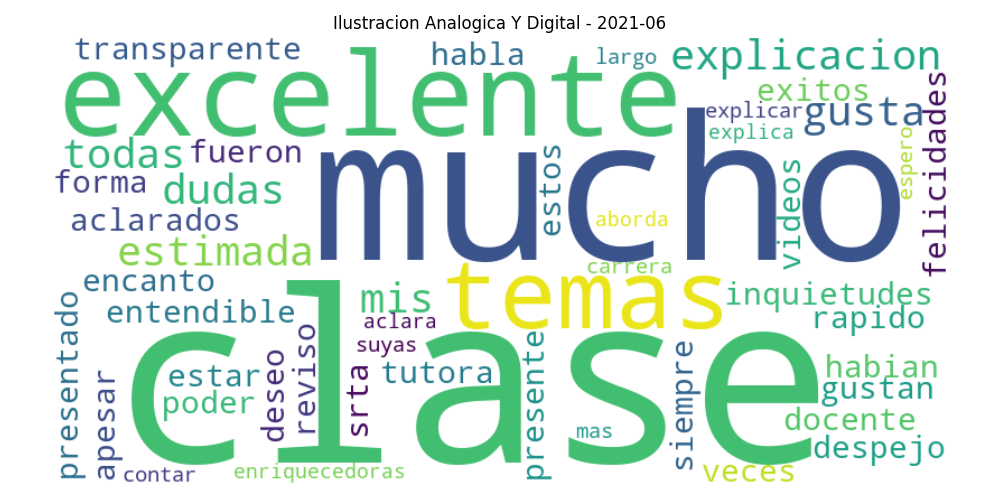 Ilustracion Analogica Y Digital - 2021-06
transparente
habla
largo
explicacion
excelente
exitos
explicar
gusta
explica
felicidades
todas
fueron
mucho
estos
videos
espero
forma
dudas
aclarados
aborda
estimada
carrera
encanto
temas
mis
inquietudes
entendible
aclara
rapido
presentado
suyas
clase
reviso
deseo
srta
tutora
presente
siempre
habian
estar
gustan
apesar
poder
docente
mas
despejo
contar
enriquecedoras
veces